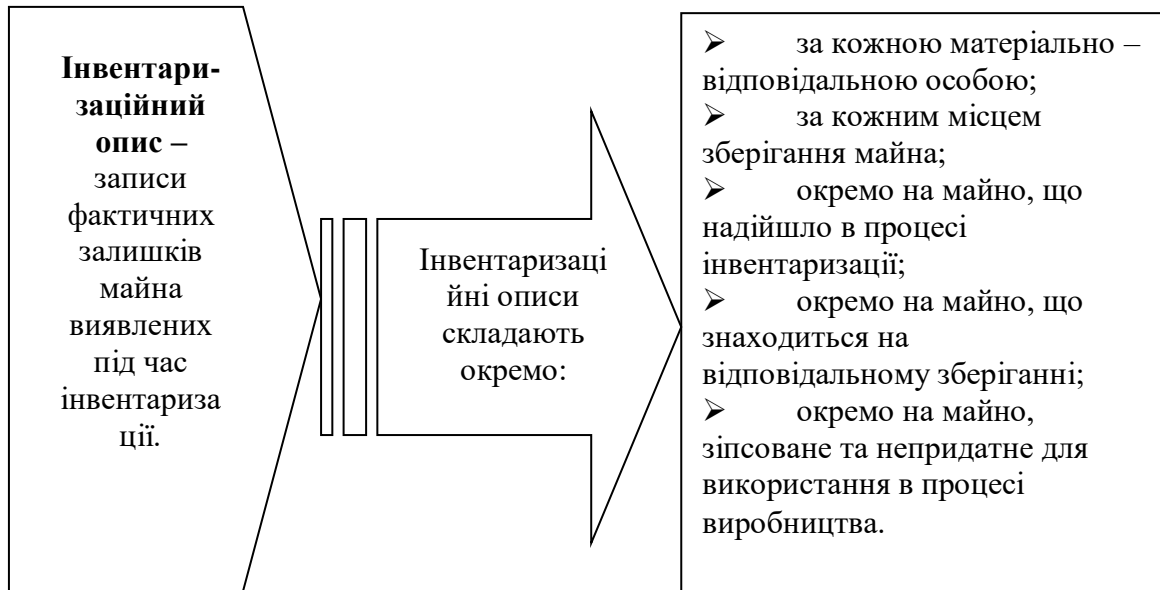 Інвентари-
заційний
опис –
записи
фактичних
залишків
майна
виявлених
під час
інвентариза
ції.
Інвентаризаці
йні описи
складають
окремо:
➢ за кожною матеріально –
відповідальною особою;
➢ за кожним місцем
зберігання майна;
➢ окремо на майно, що
надійшло в процесі
інвентаризації;
➢ окремо на майно, що
знаходиться на
відповідальному зберіганні;
➢ окремо на майно,
зіпсоване та непридатне для
використання в процесі
виробництва.